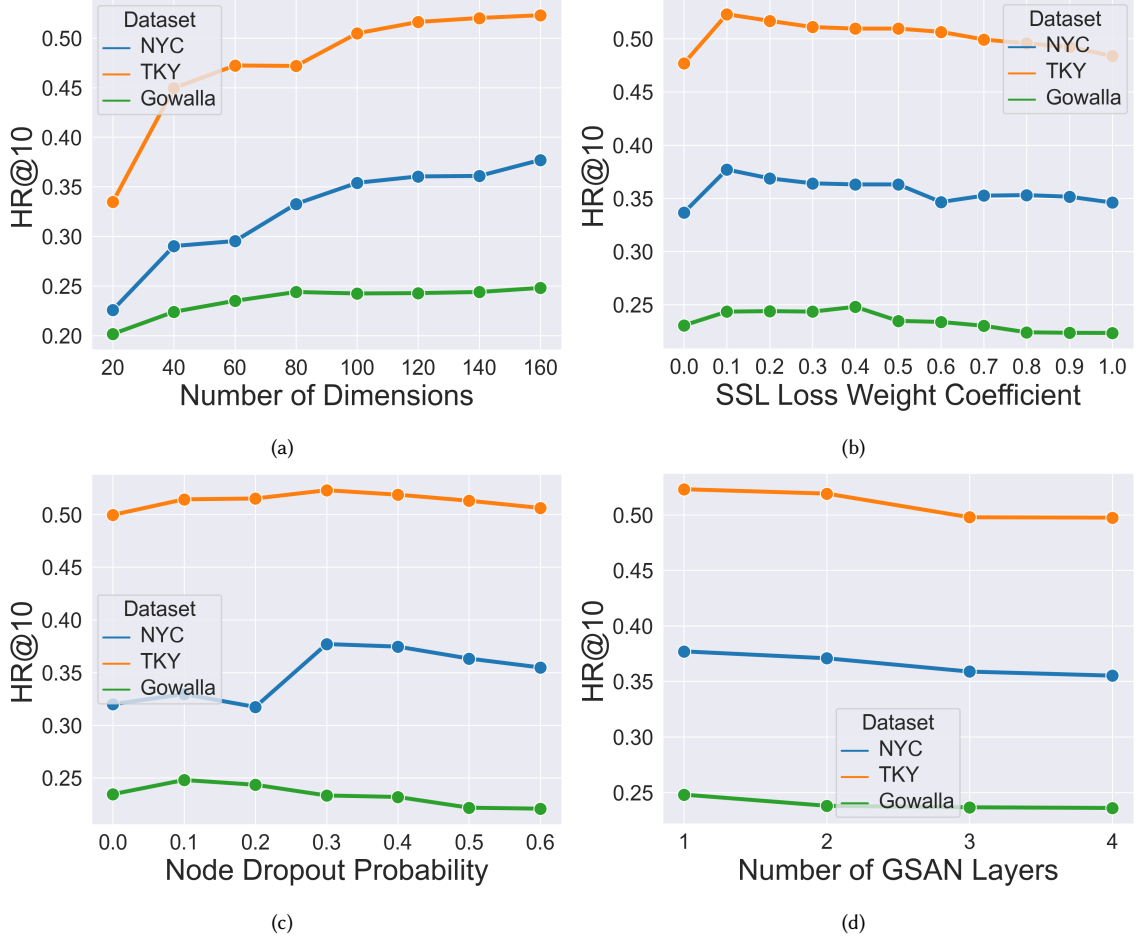 Dataset
NYC
TKY
Gowalla
HR@10
0.50
0.45
0.40
0.35
0.30
0.25
0.20
20 40 60 80 100 120 140 160
Number of Dimensions
(a)
Dataset
NYC
TKY
Gowalla
HR@10
0.50
0.45
0.40
0.35
0.30
0.25
0.0 0.1 0.2 0.3 0.4 0.5 0.6 0.7 0.8 0.9 1.0
SSL Loss Weight Coefficient
(b)
Dataset
NYC
TKY
Gowalla
HR@10
0.50
0.45
0.40
0.35
0.30
0.25
0.0 0.1 0.2 0.3 0.4 0.5 0.6
Node Dropout Probability
(c)
Dataset
NYC
TKY
Gowalla
HR@10
0.50
0.45
0.40
0.35
0.30
0.25
1 2 3 4
Number of GSAN Layers
(d)